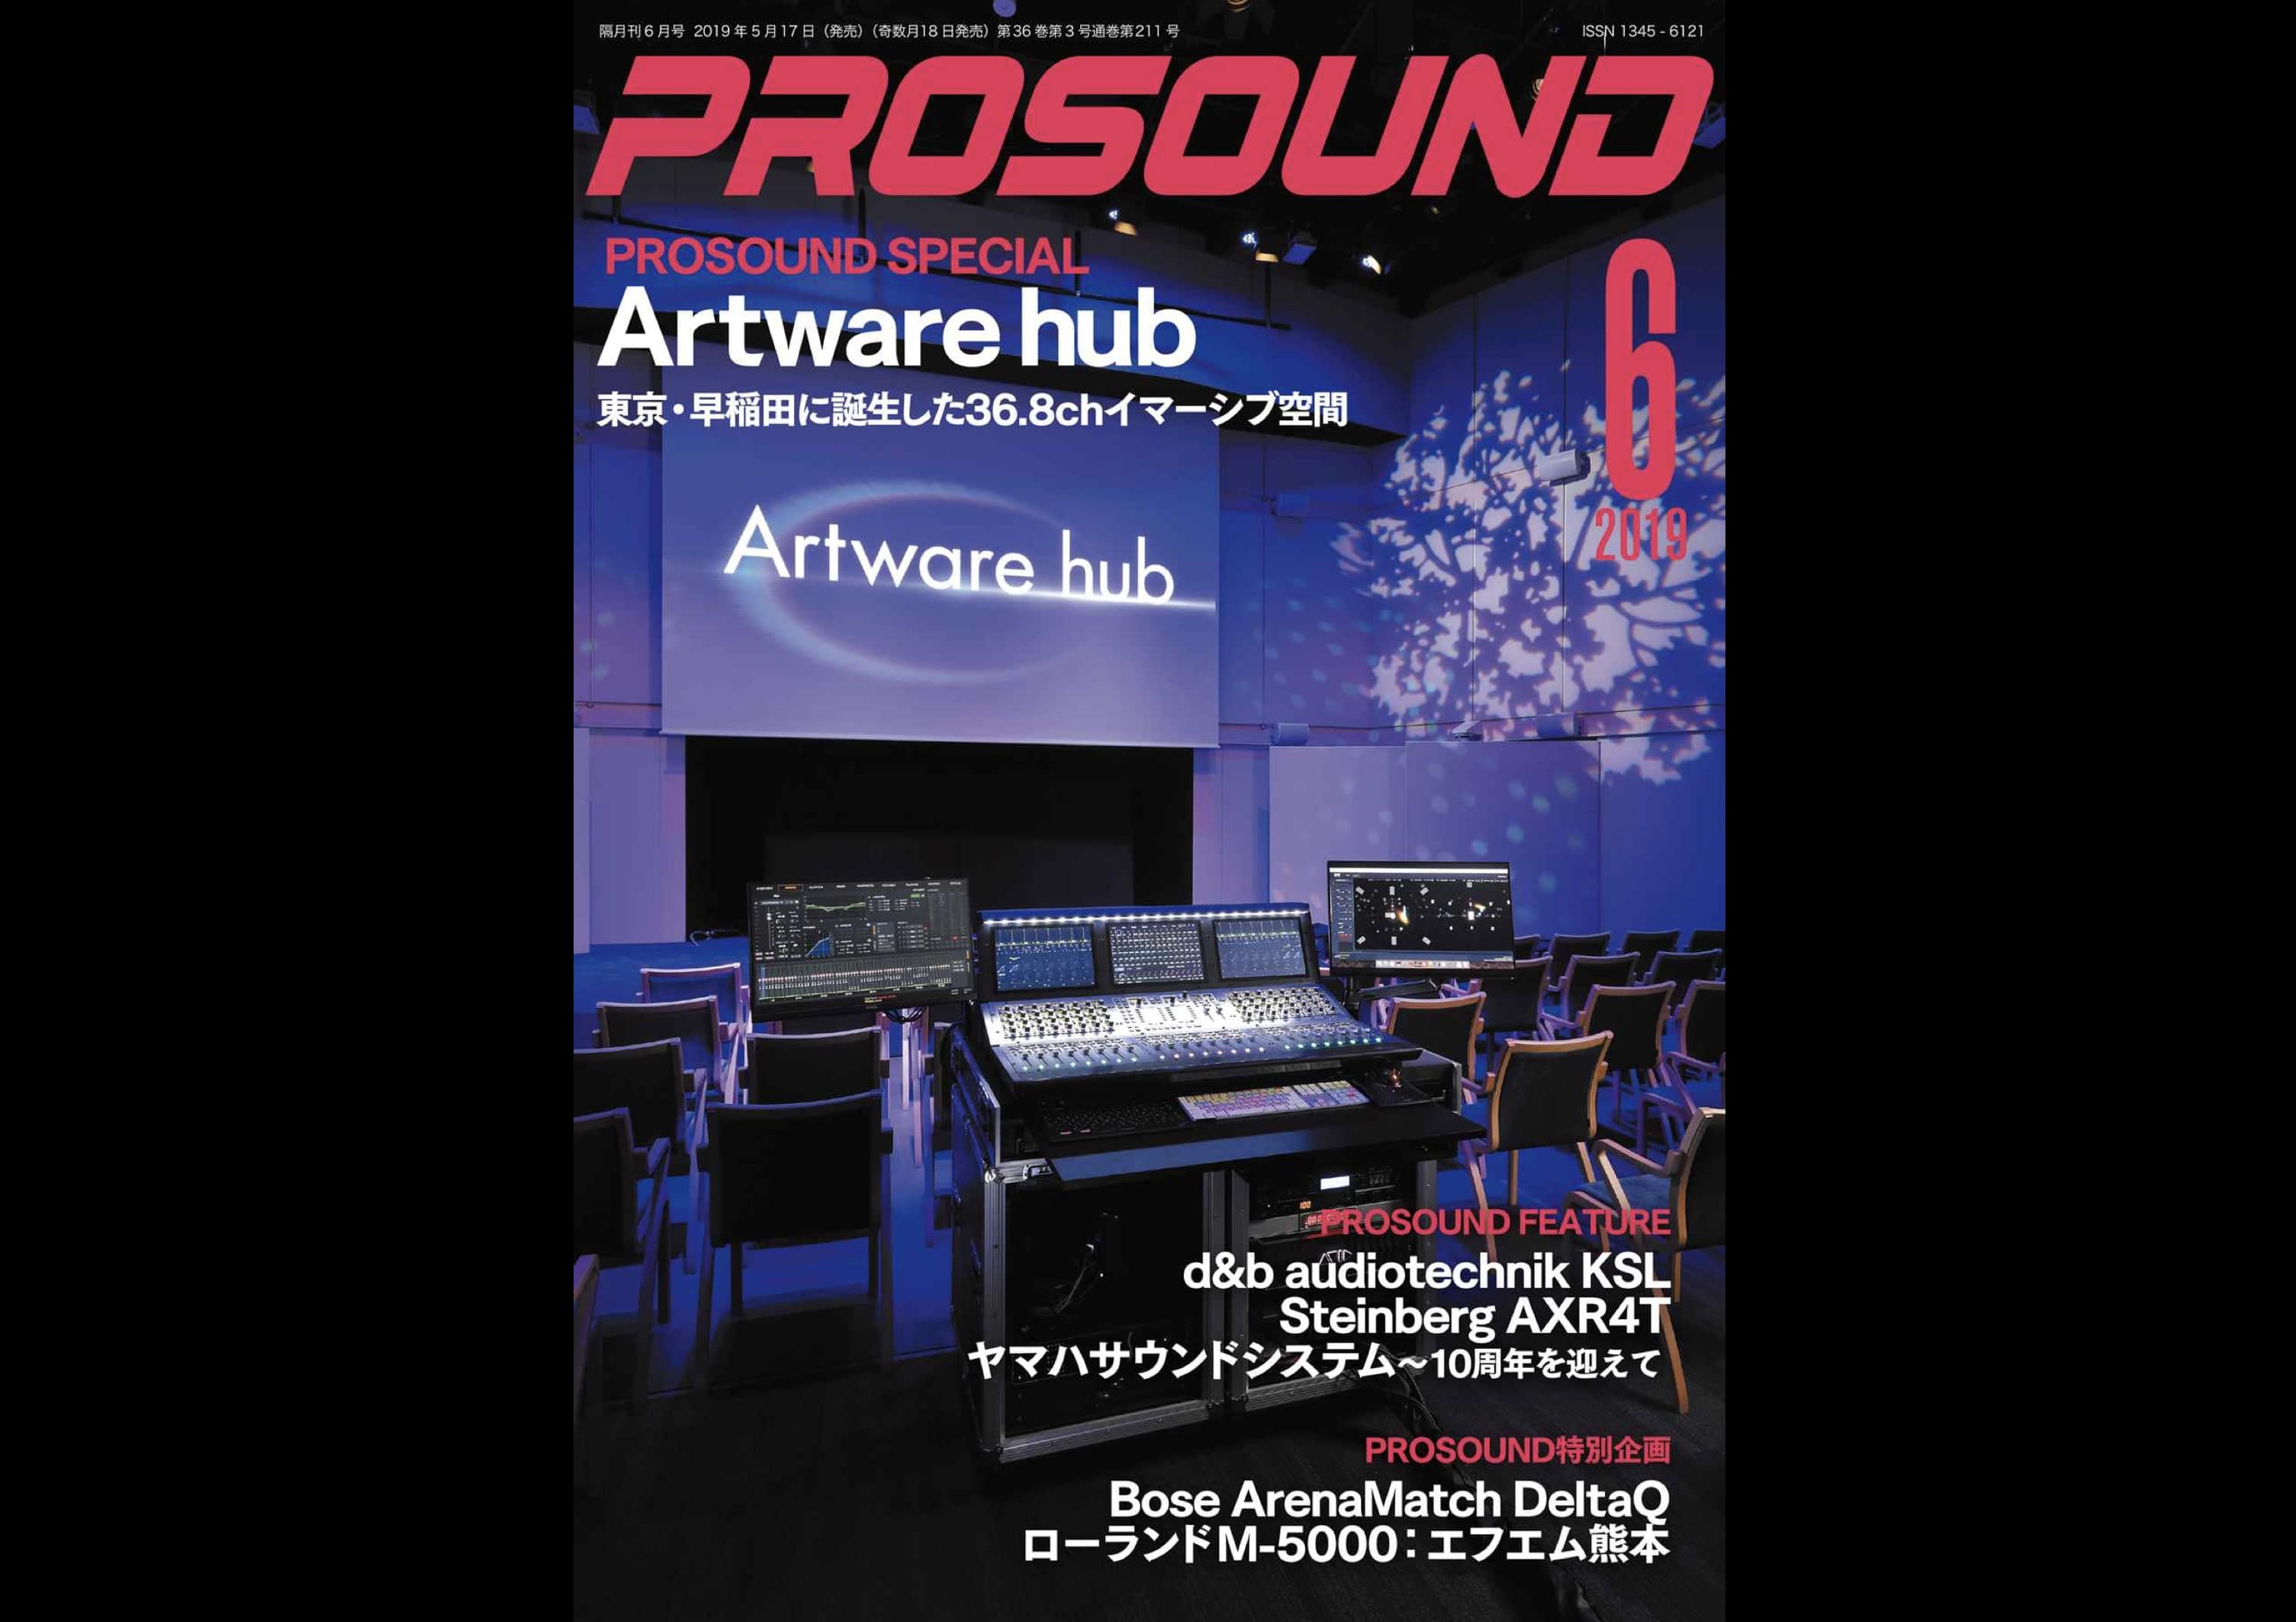 隔月刊6月号 2019年5月17日（発売）（奇数月18日発売）第36巻第3号通巻第211号
ISSN 1345 - 6121
PROSOUND
PROSOUND SPECIAL
Artware hub
東京・早稲田に誕生した36.8chイマーシブ空間
6
2019
Artware hub
PROSOUND FEATURE
d&b audiotechnik KSL
Steinberg AXR4T
ヤマハサウンドシステム〜10周年を迎えて
PROSOUND特別企画
Bose ArenaMatch DeltaQ
ローランドM-5000：エフエム熊本